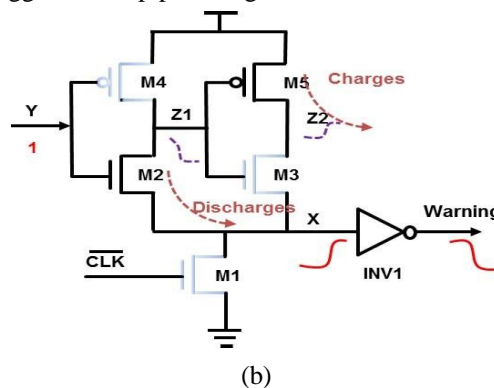 M4
M5
Charges
Y
Z1
Z2
1
M2
M3
Discharges
X
Warning
CLK
M1
INV1
(b)